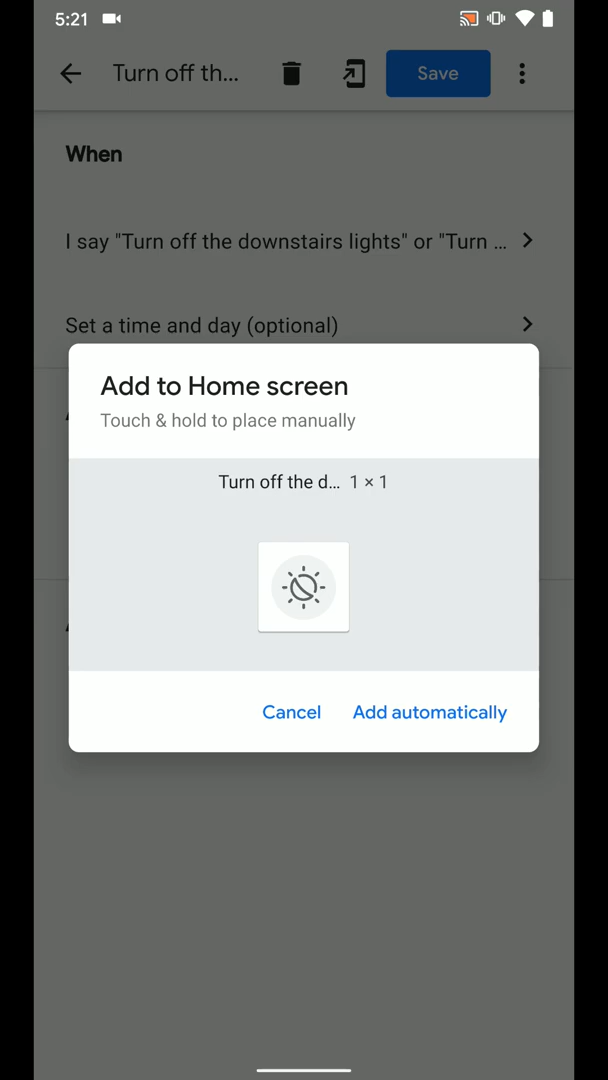 5:21
Turn off th...
Save
When
I say "Turn off the downstairs lights" or "Turn ...
Set a time and day (optional)
Add to Home screen
Touch & hold to place manually
Turn off the d... 1 × 1
Cancel
Add automatically